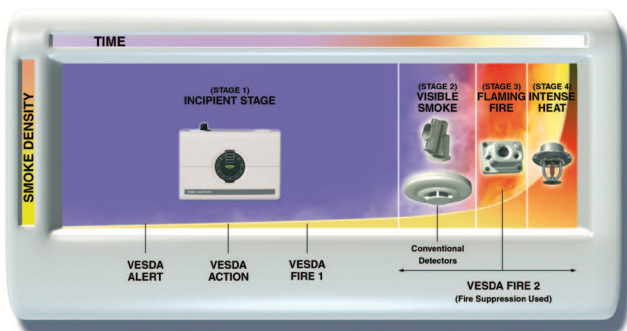 TIME
SMOKE DENSITY
(STAGE 1)
INCIPIENT STAGE
(STAGE 2)
VISIBLE
SMOKE
(STAGE 3)
FLAMING
FIRE
(STAGE 4)
INTENSE
HEAT
VESDA
ALERT
VESDA
ACTION
VESDA
FIRE 1
Conventional
Detectors
VESDA FIRE 2
(Fire Suppression Used)